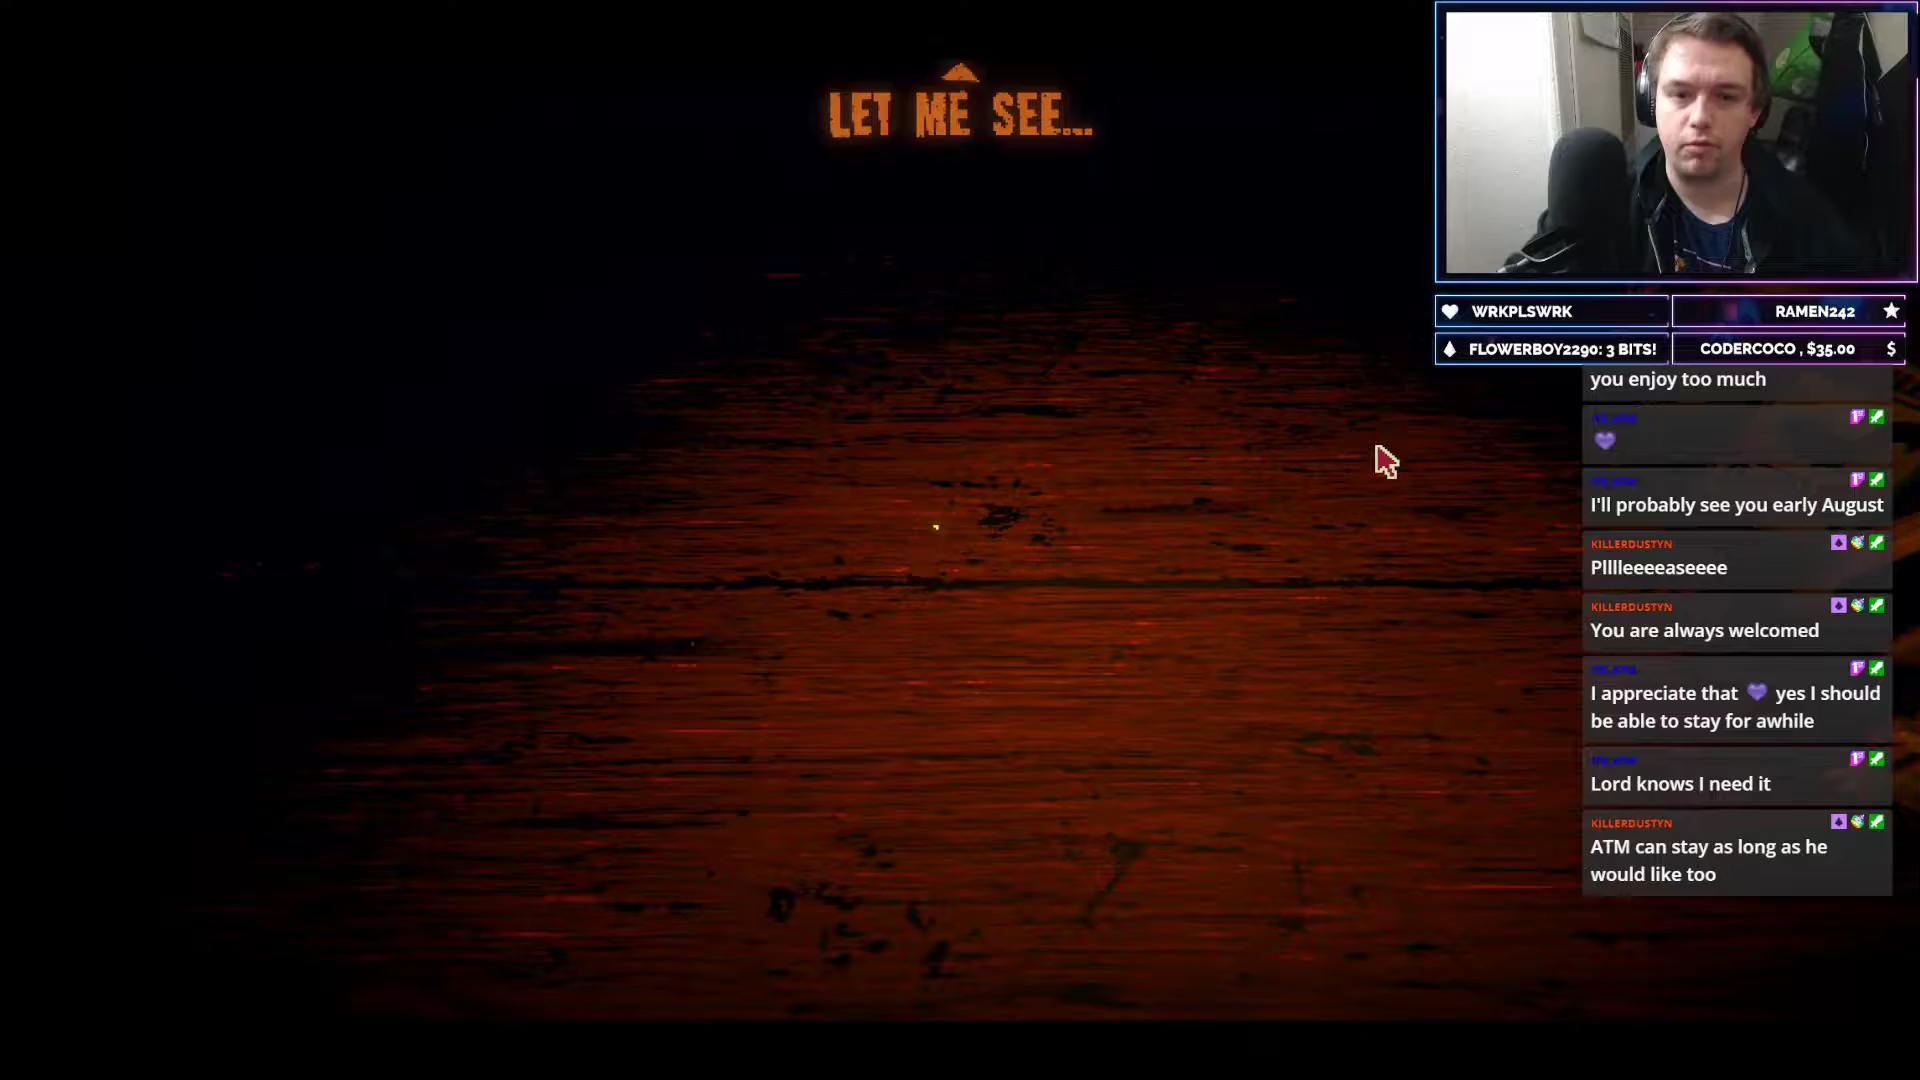 LET ME SEE...
WRKPLSWRK
RAMEN242
FLOWERBOY2290: 3 BITS!
CODERCOCO , $35.00 $
you enjoy too much
I'll probably see you early August
KILLERDUSTYN
Plllleeeeaseeee
KILLERDUSTYN
You are always welcomed
I appreciate that 💜 yes I should
be able to stay for awhile
Lord knows I need it
KILLERDUSTYN
ATM can stay as long as he
would like too